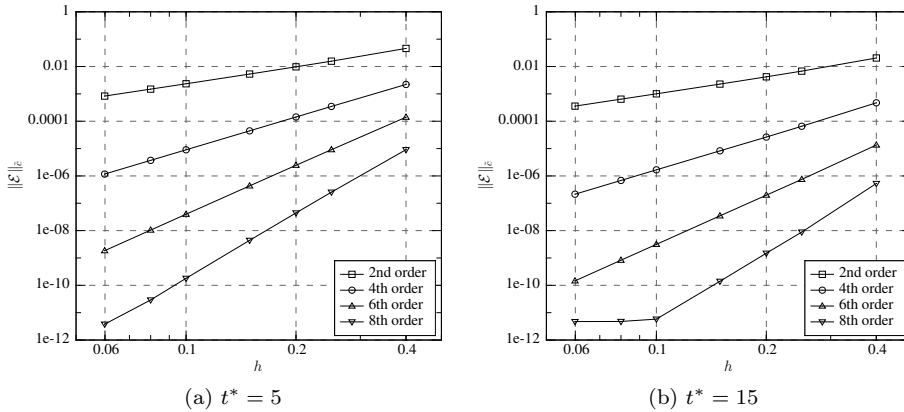 1
0.01
0.0001
1e-06
1e-08
1e-10
1e-12
‖ℰ‖c̃
0.06
0.1
0.2
0.4
h
2nd order
4th order
6th order
8th order
(a) t* = 5
1
0.01
0.0001
1e-06
1e-08
1e-10
1e-12
‖ℰ‖c̃
0.06
0.1
0.2
0.4
h
2nd order
4th order
6th order
8th order
(b) t* = 15